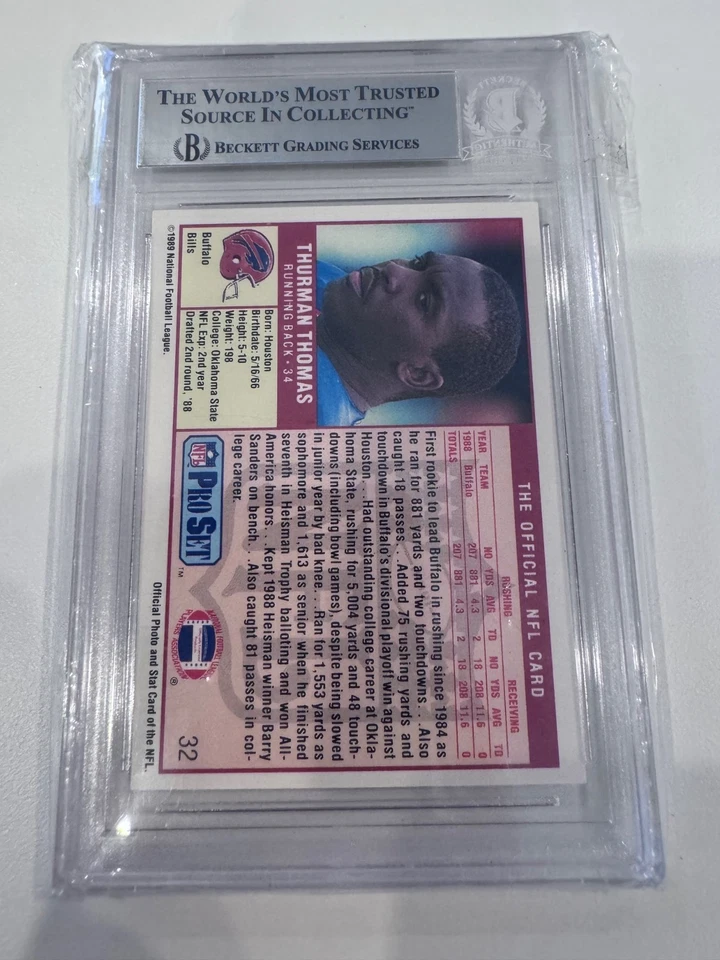 THE WORLD'S MOST TRUSTED
SOURCE IN COLLECTING™
B BECKETT GRADING SERVICES
THE OFFICIAL NFL CARD
THURMAN THOMAS
RUNNING BACK • 34
Buffalo
Bills
Born: Houston
Birthdate: 5/16/66
Height: 5-10
Weight: 198
College: Oklahoma State
NFL Exp: 2nd year
Drafted 2nd round, '88
RUSHING RECEIVING
YEAR TEAM NO YDS AVG TD NO YDS AVG TD
1988 Buffalo 207 881 4.3 2 18 208 11.6 0
TOTALS 207 881 4.3 2 18 208 11.6 0
First rookie to lead Buffalo in rushing since 1984 as
he ran for 881 yards and two touchdowns. . . Also
caught 18 passes. . . Added 75 rushing yards and
touchdown in Buffalo's divisional playoff win against
Houston. . . Had outstanding college career at Okla-
homa State, rushing for 5,004 yards and 48 touch-
downs (including bowl games), despite being slowed
in junior year by bad knee. . . Ran for 1,553 yards as
sophomore and 1,613 as senior when he finished
seventh in Heisman Trophy balloting and won All-
America honors. . . Kept 1988 Heisman winner Barry
Sanders on bench. . . Also caught 81 passes in col-
lege career.
NFL PRO SET ™
NATIONAL FOOTBALL LEAGUE
PLAYERS ASSOCIATION ®
32
©1989 National Football League.
Official Photo and Stat Card of the NFL.